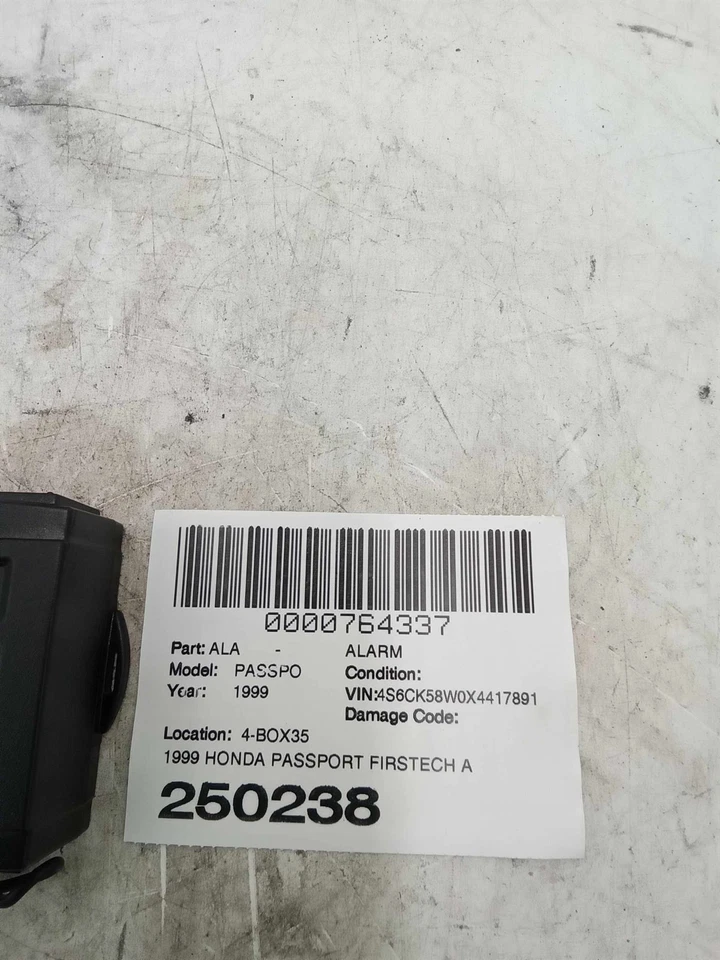 0000764337
Part: ALA - ALARM
Model: PASSPO Condition:
Year: 1999 VIN:4S6CK58W0X4417891
Damage Code:
Location: 4-BOX35
1999 HONDA PASSPORT FIRSTECH A
250238